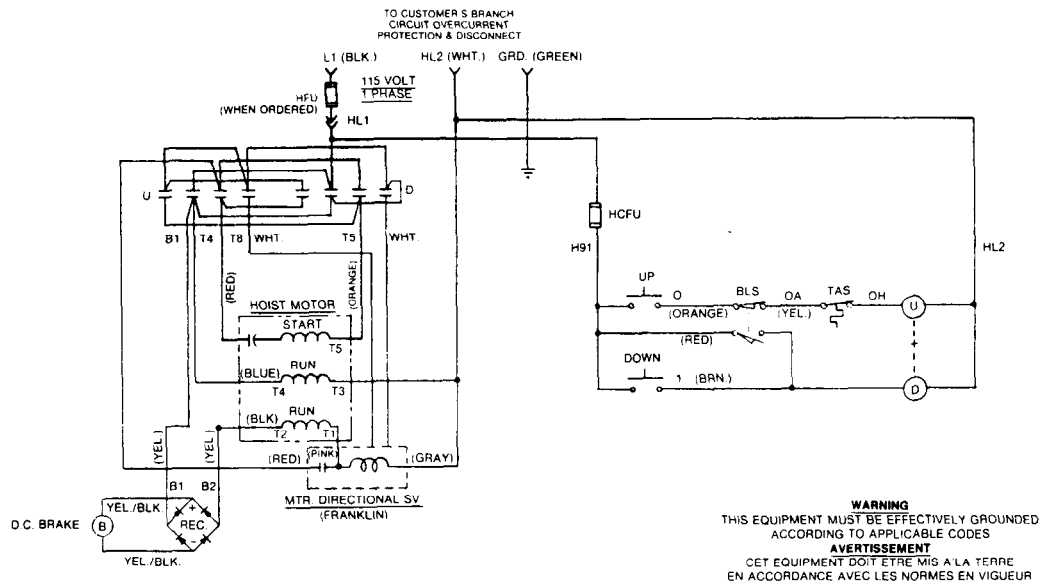 TO CUSTOMER S BRANCH
CIRCUIT OVERCURRENT
PROTECTION & DISCONNECT
L1 (BLK.) HL2 (WHT.) GRD. (GREEN)
115 VOLT
1 PHASE
HFU
(WHEN ORDERED)
HL1
U D
HCFU
B1 T4 T8 WHT. T5 WHT.
H91 HL2
(RED) (ORANGE)
HOIST MOTOR
START
T5
UP O BLS OA TAS OH U
(ORANGE) (YEL.)
(RED)
RUN
(BLUE)
T4 T3
DOWN
1 (BRN.) D
RUN
(BLK)
T2 T1
(YEL.) (YEL.)
(RED) (PINK) (GRAY)
B1 B2
MTR. DIRECTIONAL SV
(FRANKLIN)
YEL./BLK.
D.C. BRAKE B + REC. -
YEL./BLK.
WARNING
THIS EQUIPMENT MUST BE EFFECTIVELY GROUNDED
ACCORDING TO APPLICABLE CODES
AVERTISSEMENT
CET EQUIPMENT DOIT ETRE MIS A'LA TERRE
EN ACCORDANCE AVEC LES NORMES EN VIGUEUR